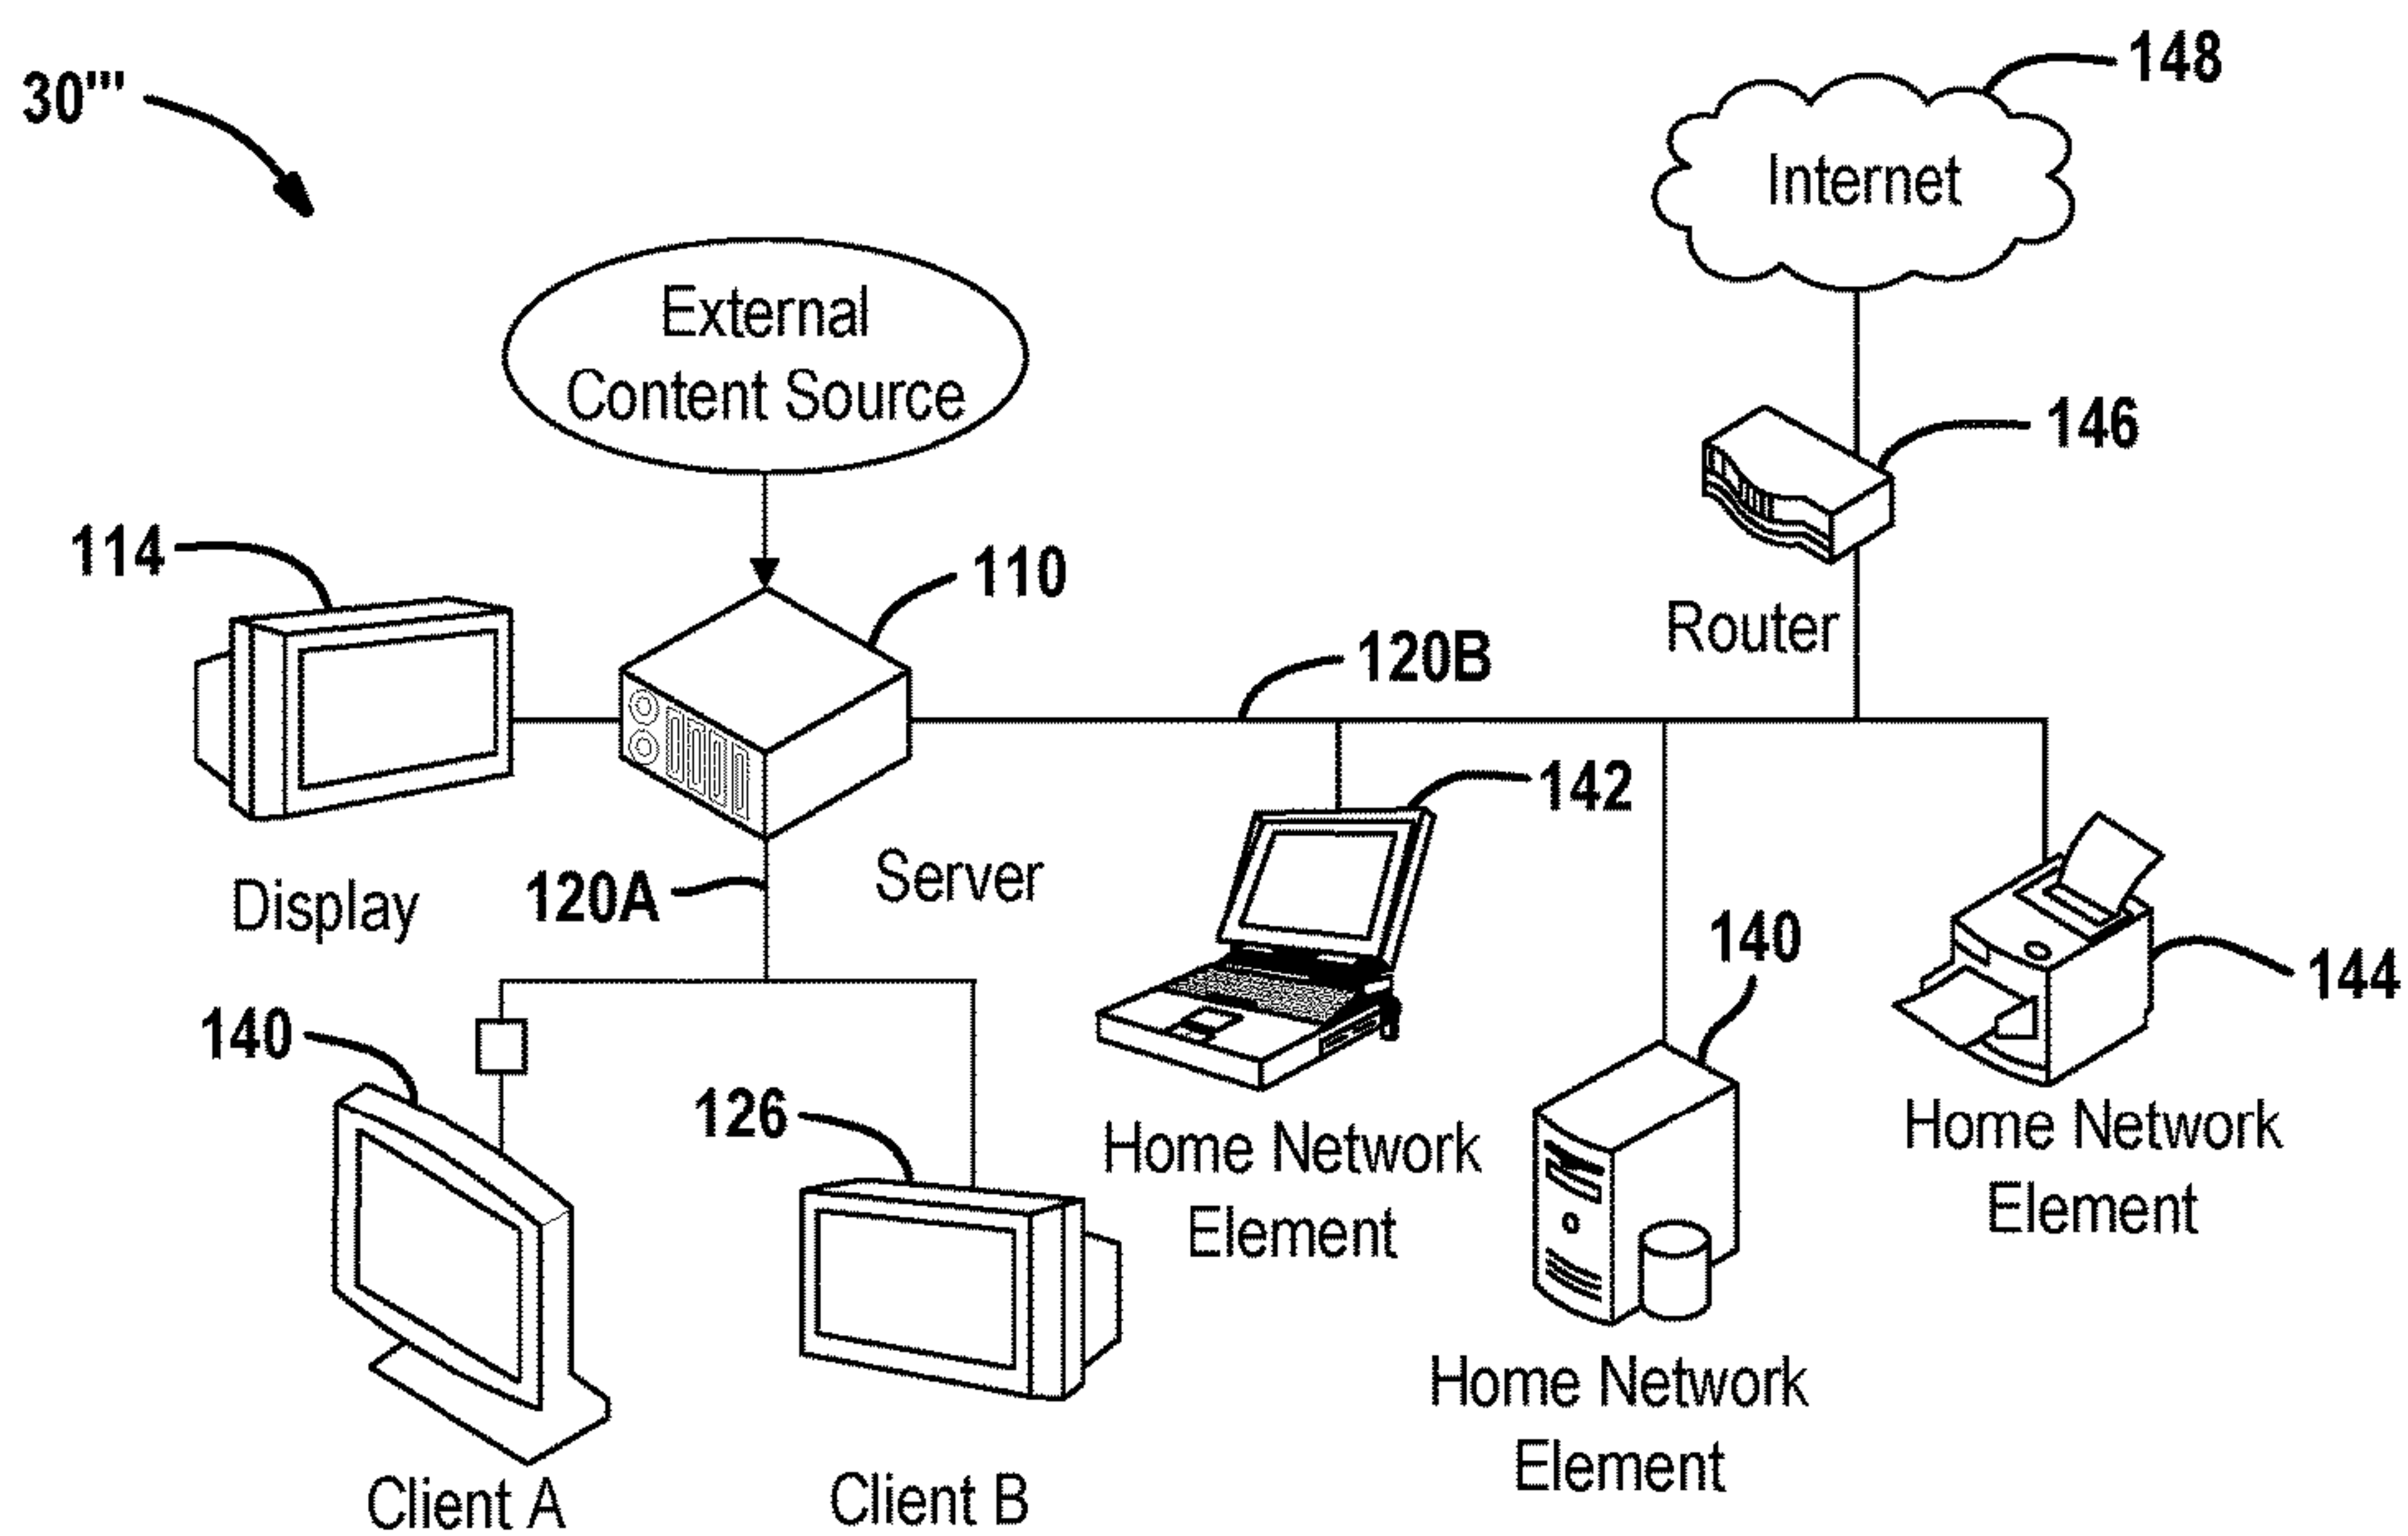 30'''
148
Internet
External
Content Source
146
114
110
Router
120B
142
Display
120A
Server
140
144
140
126
Home Network
Element
Home Network
Element
Home Network
Element
Client A
Client B